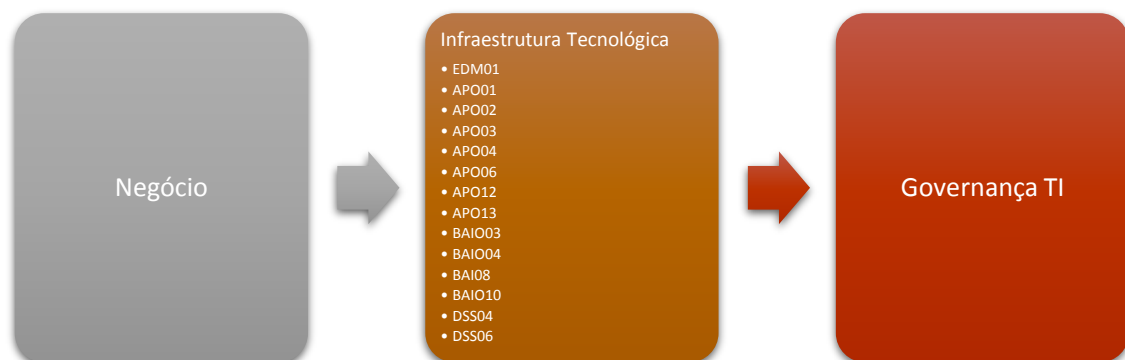 Negócio
Infraestrutura Tecnológica
• EDM01
• APO01
• APO02
• APO03
• APO04
• APO06
• APO12
• APO13
• BAIO03
• BAIO04
• BAI08
• BAIO10
• DSS04
• DSS06
Governança TI